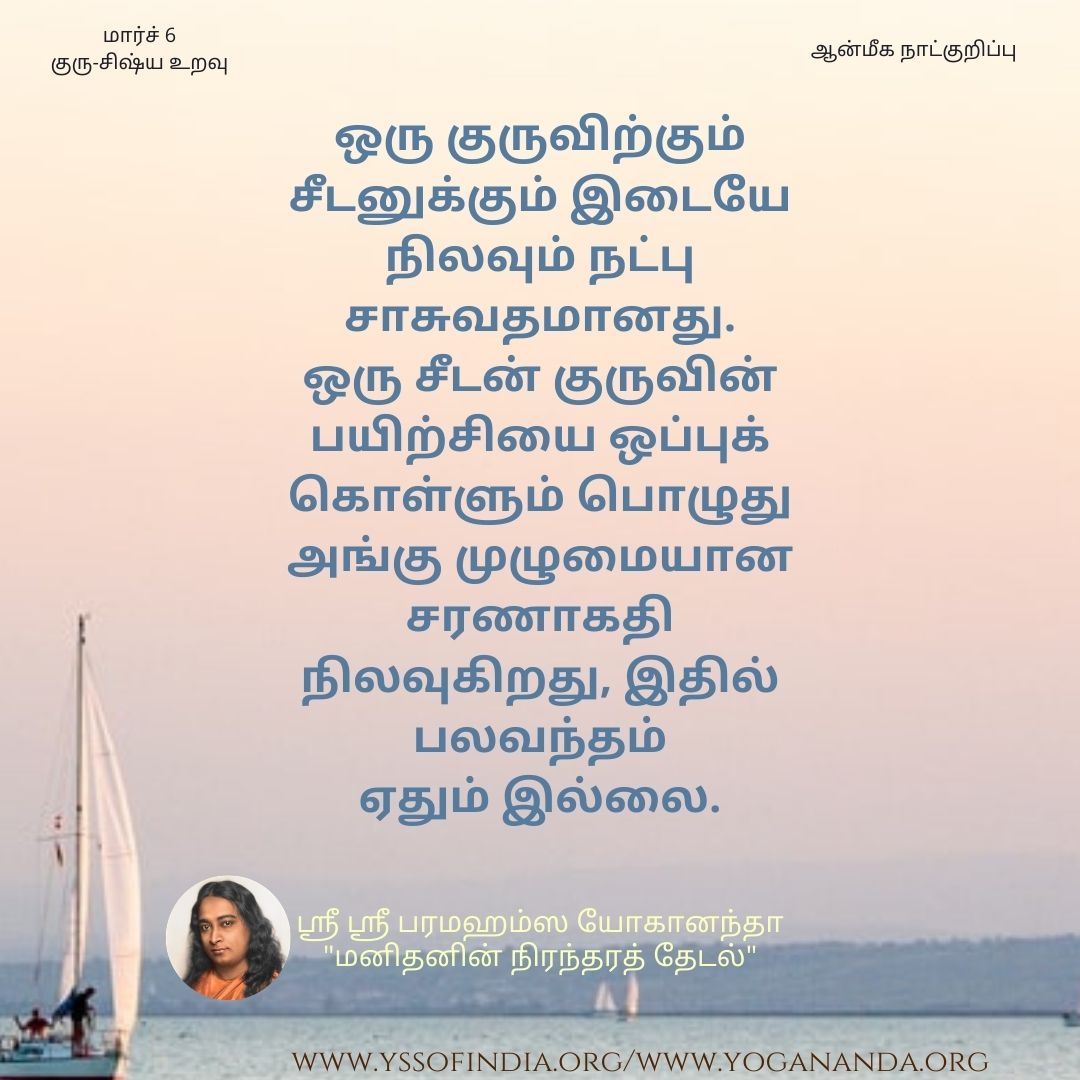 மார்ச் 6
குரு-சிஷ்ய உறவு
ஆன்மீக நாட்குறிப்பு
ஒரு குருவிற்கும்
சீடனுக்கும் இடையே
நிலவும் நட்பு
சாசுவதமானது.
ஒரு சீடன் குருவின்
பயிற்சியை ஒப்புக்
கொள்ளும் பொழுது
அங்கு முழுமையான
சரணாகதி
நிலவுகிறது, இதில்
பலவந்தம்
ஏதும் இல்லை.
ஸ்ரீ ஸ்ரீ பரமஹம்ஸ யோகானந்தா
"மனிதனின் நிரந்தரத் தேடல்"
WWW.YSSOFINDIA.ORG/WWW.YOGANANDA.ORG